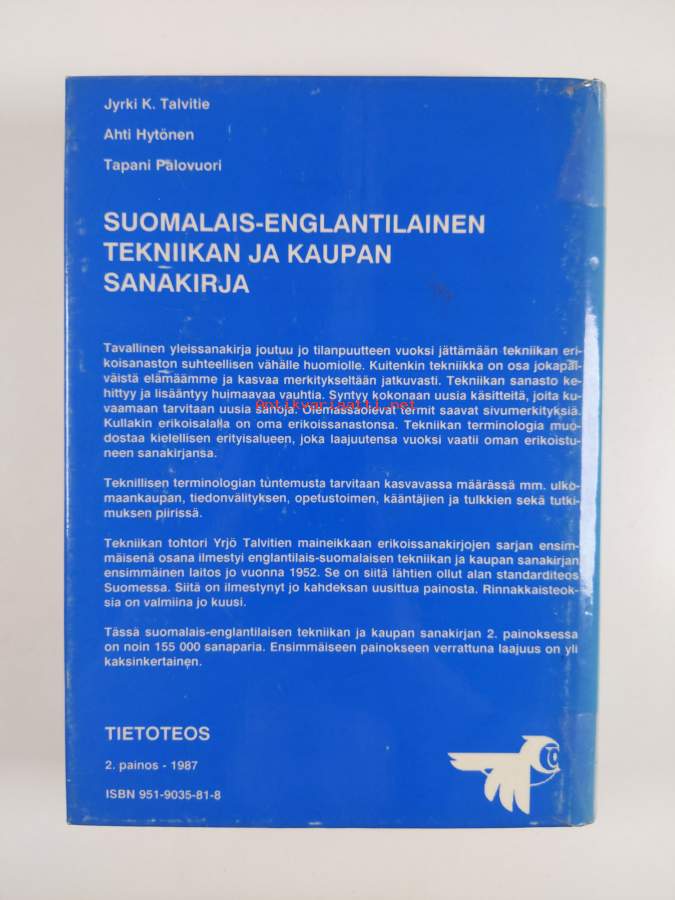 Jyrki K. Talvitie
Ahti Hytönen
Tapani Palovuori
SUOMALAIS-ENGLANTILAINEN
TEKNIIKAN JA KAUPAN
SANAKIRJA
Tavallinen yleissanakirja joutuu jo tilanpuutteen vuoksi jättämään tekniikan eri-
koisanaston suhteellisen vähälle huomiolle. Kuitenkin tekniikka on osa jokapäi-
väistä elämäämme ja kasvaa merkitykseltään jatkuvasti. Tekniikan sanasto ke-
hittyy ja lisääntyy huimaavaa vauhtia. Syntyy kokonaan uusia käsitteitä, joita ku-
vaamaan tarvitaan uusia sanoja. Olemassaolevat termit saavat sivumerkityksiä.
Kullakin erikoisalalla on oma erikoissanastonsa. Tekniikan terminologia muo-
dostaa kielellisen erityisalueen, joka laajuutensa vuoksi vaatii oman erikoistu-
neen sanakirjansa.
Teknillisen terminologian tuntemusta tarvitaan kasvavassa määrässä mm. ulko-
maankaupan, tiedonvälityksen, opetustoimen, kääntäjien ja tulkkien sekä tutki-
muksen piirissä.
Tekniikan tohtori Yrjö Talvitien maineikkaan erikoissanakirjojen sarjan ensim-
mäisenä osana ilmestyi englantilais-suomalaisen tekniikan ja kaupan sanakirjan
ensimmäinen laitos jo vuonna 1952. Se on siitä lähtien ollut alan standarditeos
Suomessa. Siitä on ilmestynyt jo kahdeksan uusittua painosta. Rinnakkaisteok-
sia on valmiina jo kuusi.
Tässä suomalais-englantilaisen tekniikan ja kaupan sanakirjan 2. painoksessa
on noin 155 000 sanaparia. Ensimmäiseen painokseen verrattuna laajuus on yli
kaksinkertainen.
TIETOTEOS
2. painos - 1987
ISBN 951-9035-81-8